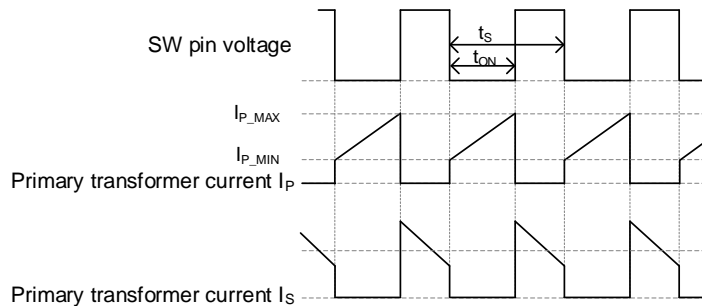 SW pin voltage
tS
tON
IP_MAX
IP_MIN
Primary transformer current IP
Primary transformer current IS